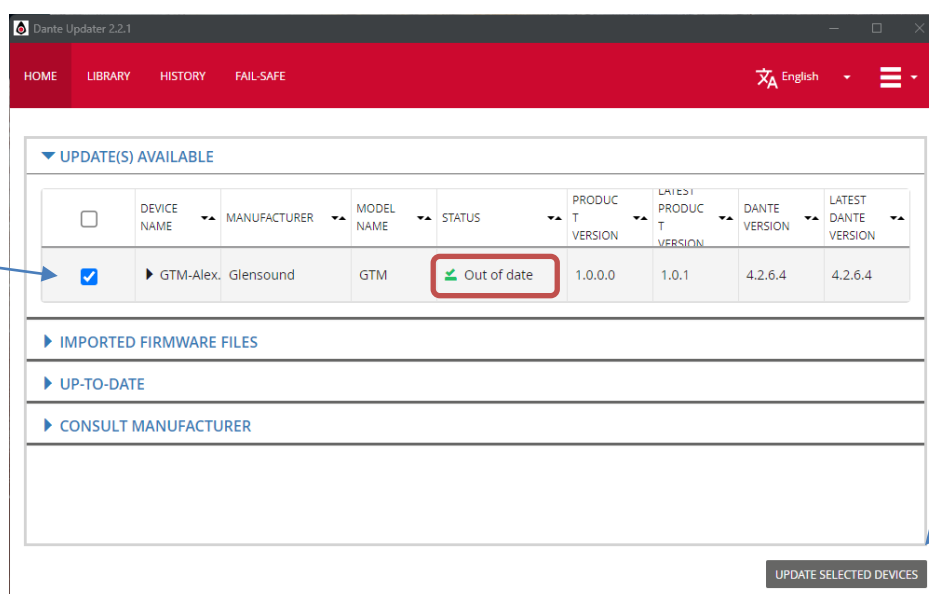 Dante Updater 2.2.1
HOME LIBRARY HISTORY FAIL-SAFE English
UPDATE(S) AVAILABLE
DEVICE NAME
MANUFACTURER
MODEL NAME
STATUS
PRODUC
T
VERSION
LATEST
PRODUC
T
VERSION
DANTE
VERSION
LATEST
DANTE
VERSION
GTM-Alex. Glensound GTM Out of date 1.0.0.0 1.0.1 4.2.6.4 4.2.6.4
IMPORTED FIRMWARE FILES
UP-TO-DATE
CONSULT MANUFACTURER
UPDATE SELECTED DEVICES